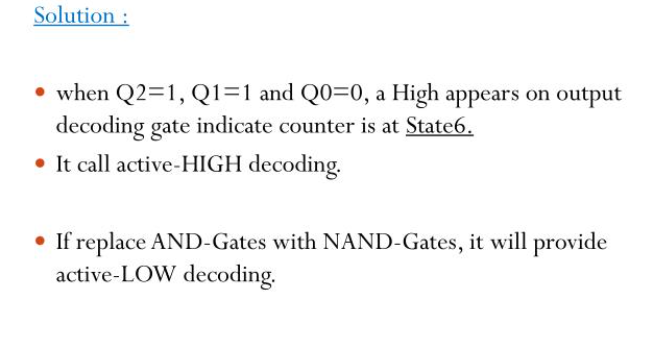 Solution :
• when Q2=1, Q1=1 and Q0=0, a High appears on output
decoding gate indicate counter is at State6.
• It call active-HIGH decoding.
• If replace AND-Gates with NAND-Gates, it will provide
active-LOW decoding.